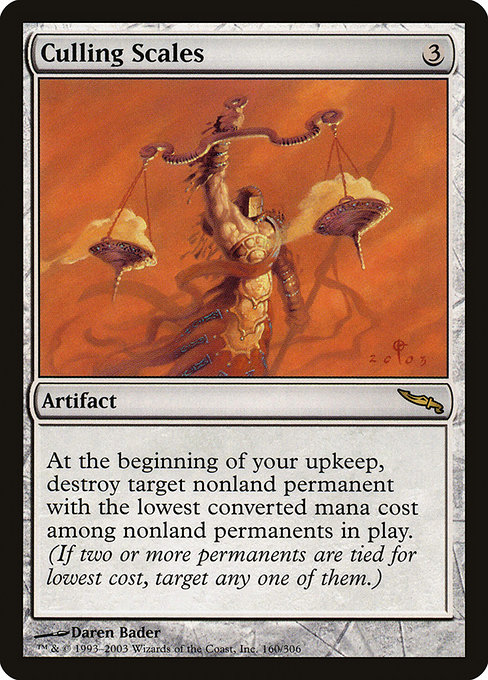 Culling Scales 3
2003
Artifact
At the beginning of your upkeep,
destroy target nonland permanent
with the lowest converted mana cost
among nonland permanents in play.
(If two or more permanents are tied for
lowest cost, target any one of them.)
Daren Bader
™ & © 1993–2003 Wizards of the Coast, Inc. 160/306